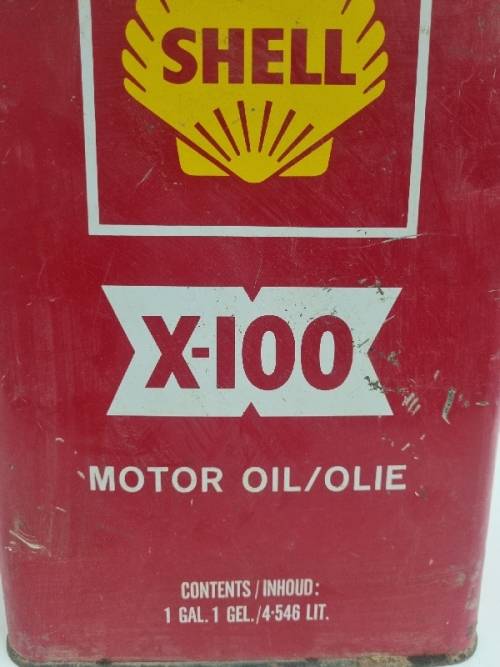 SHELL
X-100
MOTOR OIL/OLIE
CONTENTS / INHOUD:
1 GAL. 1 GEL./4·546 LIT.